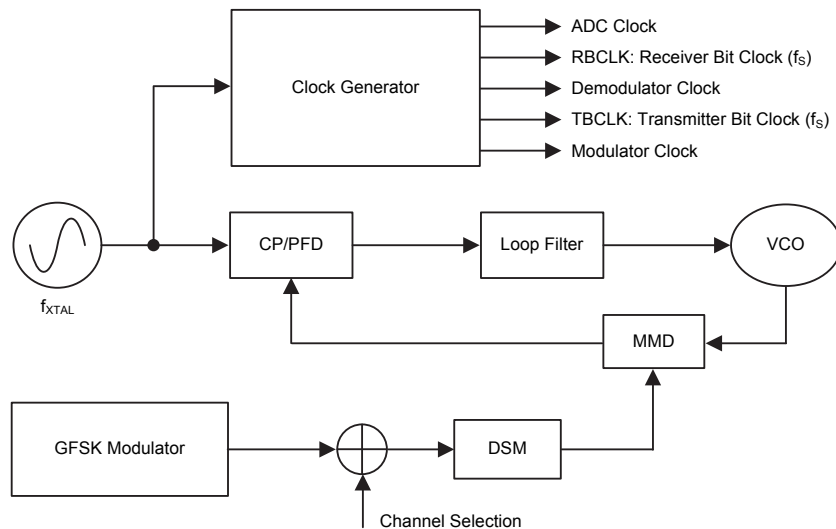 ADC Clock
RBCLK: Receiver Bit Clock (fS)
Clock Generator
Demodulator Clock
TBCLK: Transmitter Bit Clock (fS)
Modulator Clock
CP/PFD
Loop Filter
VCO
fXTAL
MMD
GFSK Modulator
DSM
Channel Selection